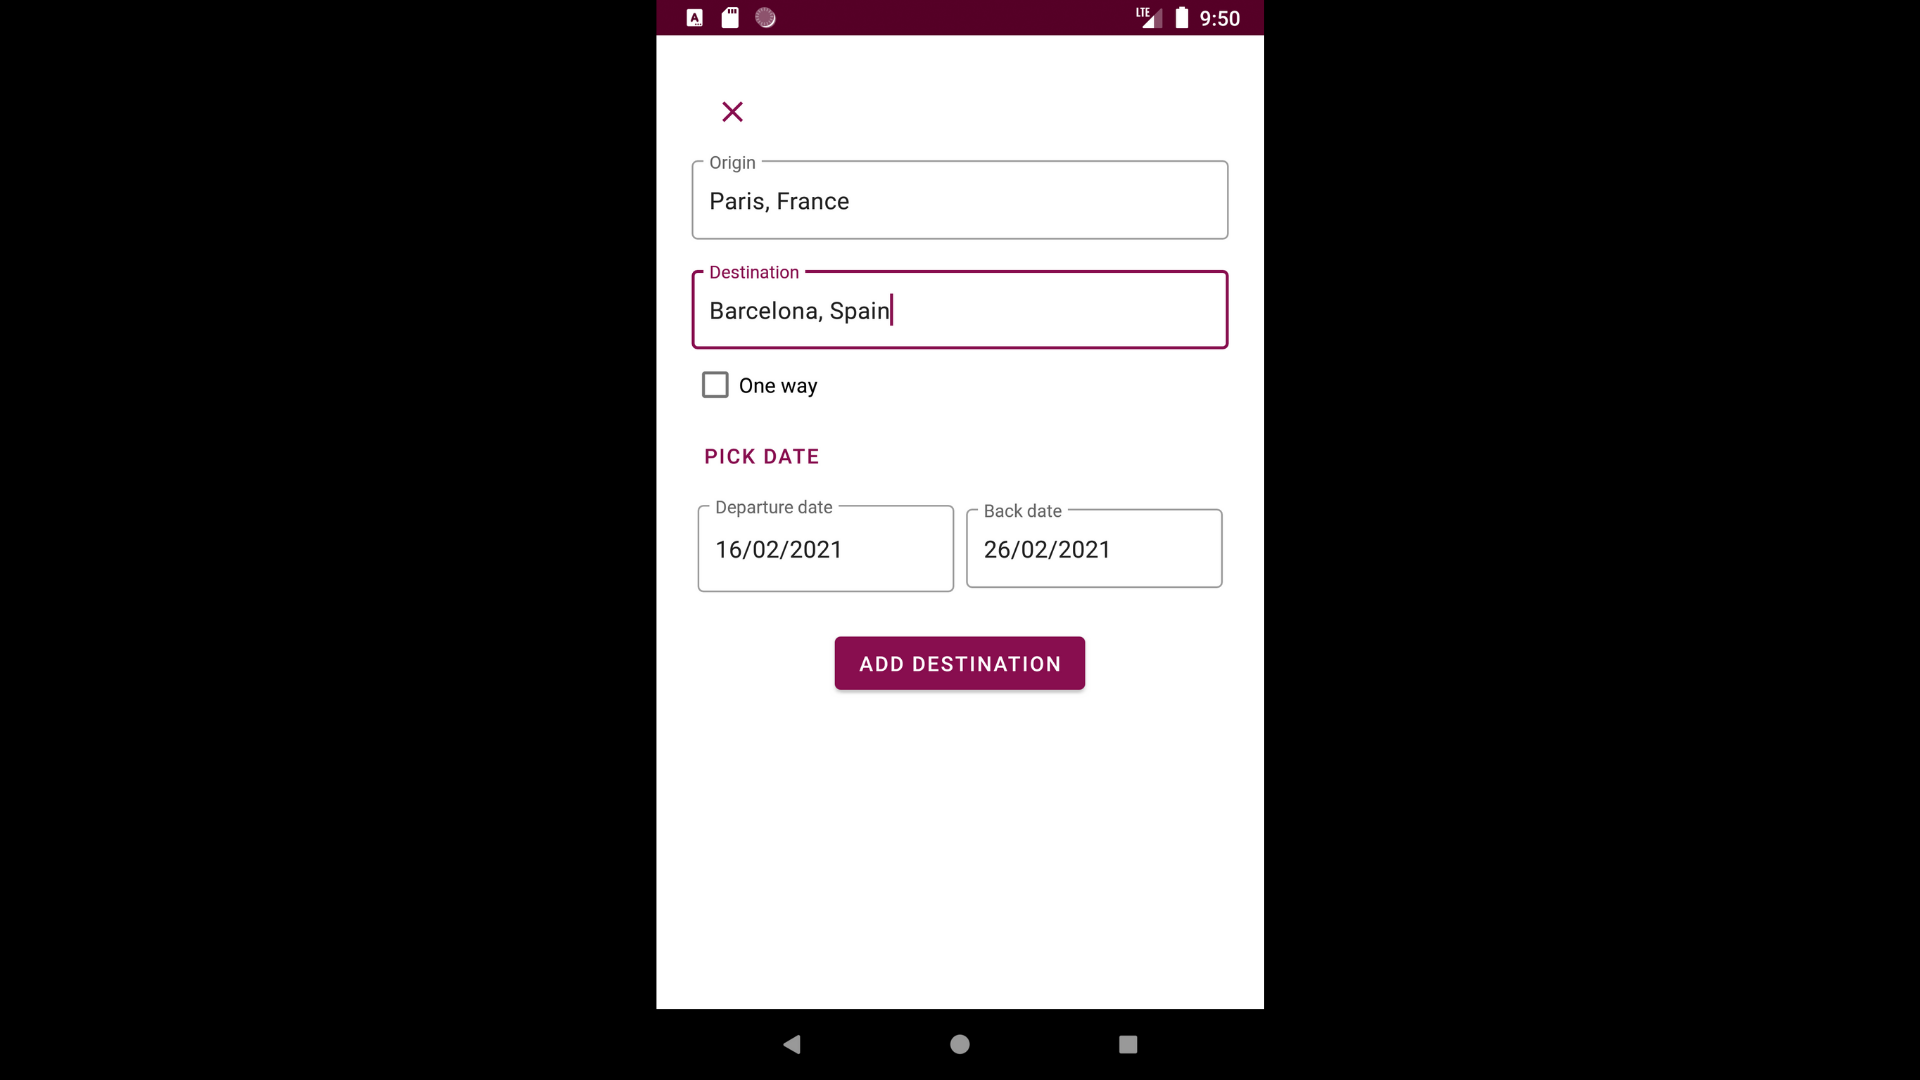 LTE 9:50
Origin
Paris, France
Destination
Barcelona, Spain
One way
PICK DATE
Departure date
Back date
16/02/2021
26/02/2021
ADD DESTINATION